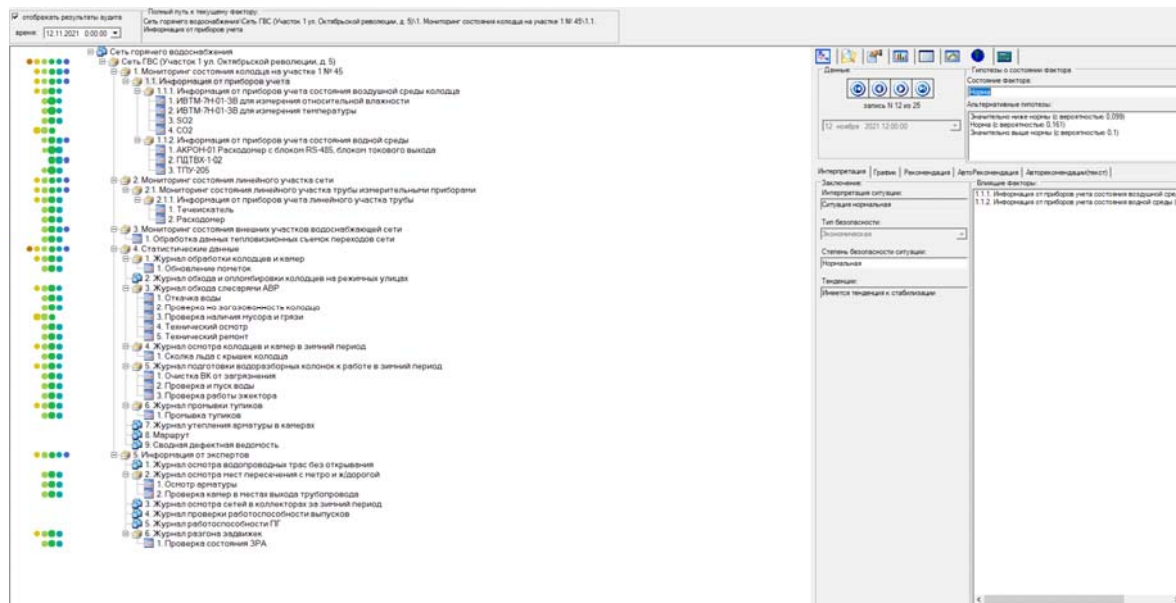 отображать результаты аудита
время: 12.11.2021 0:00:00
Полный путь к текущему фактору:
Сеть горячего водоснабжения\Сеть ГВС (Участок 1 ул. Октябрьской революции, д. 5)\1. Мониторинг состояния колодца на участке 1 № 45\1.1.
Информация от приборов учета
Сеть горячего водоснабжения
Сеть ГВС (Участок 1 ул. Октябрьской революции, д. 5)
1. Мониторинг состояния колодца на участке 1 № 45
1.1. Информация от приборов учета
1.1.1. Информация от приборов учета состояния воздушной среды колодца
1. ИВТМ-7Н-01-3В для измерения относительной влажности
2. ИВТМ-7Н-01-3В для измерения температуры
3. SO2
4. CO2
1.1.2. Информация от приборов учета состояния водной среды
1. АКРОН-01 Расходомер с блоком RS-485, блоком токового выхода
2. ПДТВХ-1-02
3. ТПУ-205
2. Мониторинг состояния линейного участка сети
2.1. Мониторинг состояния линейного участка трубы измерительными приборами
2.1.1. Информация от приборов учета линейного участка трубы
1. Течеискатель
2. Расходомер
3. Мониторинг состояния внешних участков водоснабжающей сети
1. Обработка данных тепловизионных съемок переходов сети
4. Статистические данные
1. Журнал обработки колодцев и камер
1. Обновление пометок
2. Журнал обхода и опломбировки колодцев на режимных улицах
3. Журнал обхода слесарями АВР
1. Откачка воды
2. Проверка на загазованность колодца
3. Проверка наличия мусора и грязи
4. Технический осмотр
5. Технический ремонт
4. Журнал осмотра колодцев и камер в зимний период
1. Сколка льда с крышек колодца
5. Журнал подготовки водоразборных колонок к работе в зимний период
1. Очистка ВК от загрязнения
2. Проверка и пуск воды
3. Проверка работы эжектора
6. Журнал промывки тупиков
1. Промывка тупиков
7. Журнал утепления арматуры в камерах
8. Маршрут
9. Сводная дефектная ведомость
5. Информация от экспертов
1. Журнал осмотра водопроводных трас без открывания
2. Журнал осмотра мест пересечения с метро и ж/дорогой
1. Осмотр арматуры
2. Проверка камер в местах выхода трубопровода
3. Журнал осмотра сетей в коллекторах за зимний период
4. Журнал проверки работоспособности выпусков
5. Журнал работоспособности ПГ
6. Журнал разгона задвижек
1. Проверка состояния ЗРА
Данные:
запись N 12 из 25
12 ноября 2021 12:00:00
Гипотезы о состоянии фактора
Состояние фактора:
Норма
Альтернативные гипотезы:
Значительно ниже нормы (с вероятностью 0,099)
Норма (с вероятностью 0,161)
Значительно выше нормы (с вероятностью 0,1)
Интерпретация График Рекомендация АвтоРекомендация Авторекомендация(текст)
Заключение:
Интерпретация ситуации:
Ситуация нормальная
Тип безопасности:
Экономическая
Степень безопасности ситуации:
Нормальная
Тенденции:
Имеется тенденция к стабилизации
Влияющие факторы:
1.1.1. Информация от приборов учета состояния воздушной сре
1.1.2. Информация от приборов учета состояния водной среды (